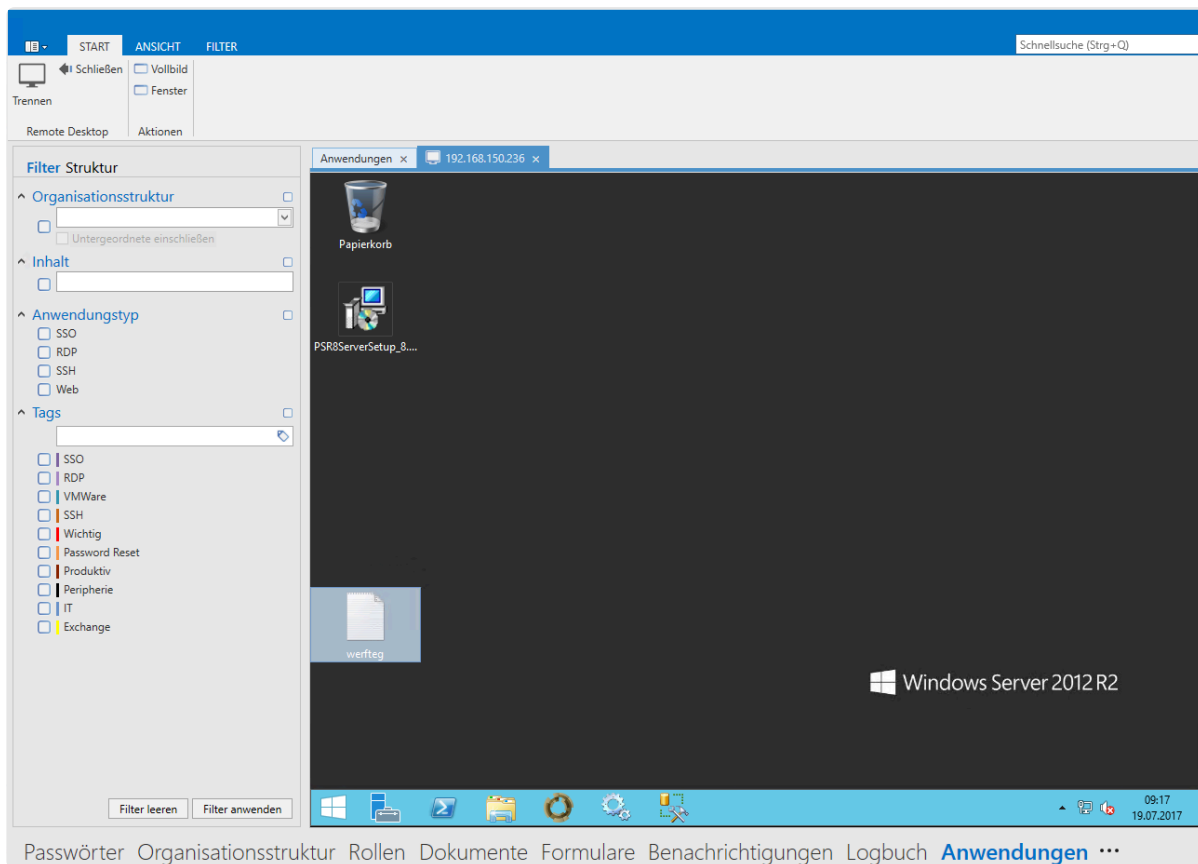 START ANSICHT FILTER
Schnellsuche (Strg+Q)
Schließen Vollbild
Trennen Fenster
Remote Desktop Aktionen
Filter Struktur
Organisationsstruktur
Untergeordnete einschließen
Inhalt
Anwendungstyp
SSO
RDP
SSH
Web
Tags
SSO
RDP
VMWare
SSH
Wichtig
Password Reset
Produktiv
Peripherie
IT
Exchange
Filter leeren Filter anwenden
Anwendungen × 192.168.150.236 ×
Papierkorb
PSR8ServerSetup_8....
werfteg
Windows Server 2012 R2
09:17
19.07.2017
Passwörter Organisationsstruktur Rollen Dokumente Formulare Benachrichtigungen Logbuch Anwendungen ···